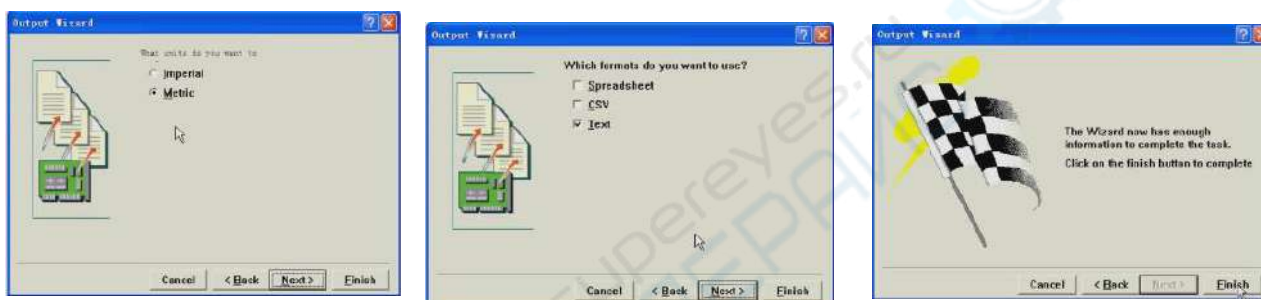 Output Wizard
What units do you want to
Imperial
Metric
Cancel
< Back
Next >
Finish
Output Wizard
Which formats do you want to use?
Spreadsheet
CSV
Text
Cancel
< Back
Next >
Finish
Output Wizard
The Wizard now has enough
information to complete the task.
Click on the finish button to complete
Cancel
< Back
Next >
Finish